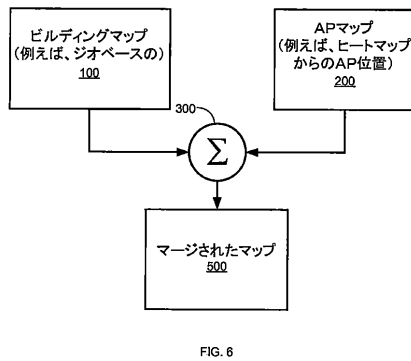 ビルディングマップ
(例えば、ジオベースの)
100
APマップ
(例えば、ヒートマップ
からのAP位置)
200
300
Σ
マージされたマップ
500
FIG. 6